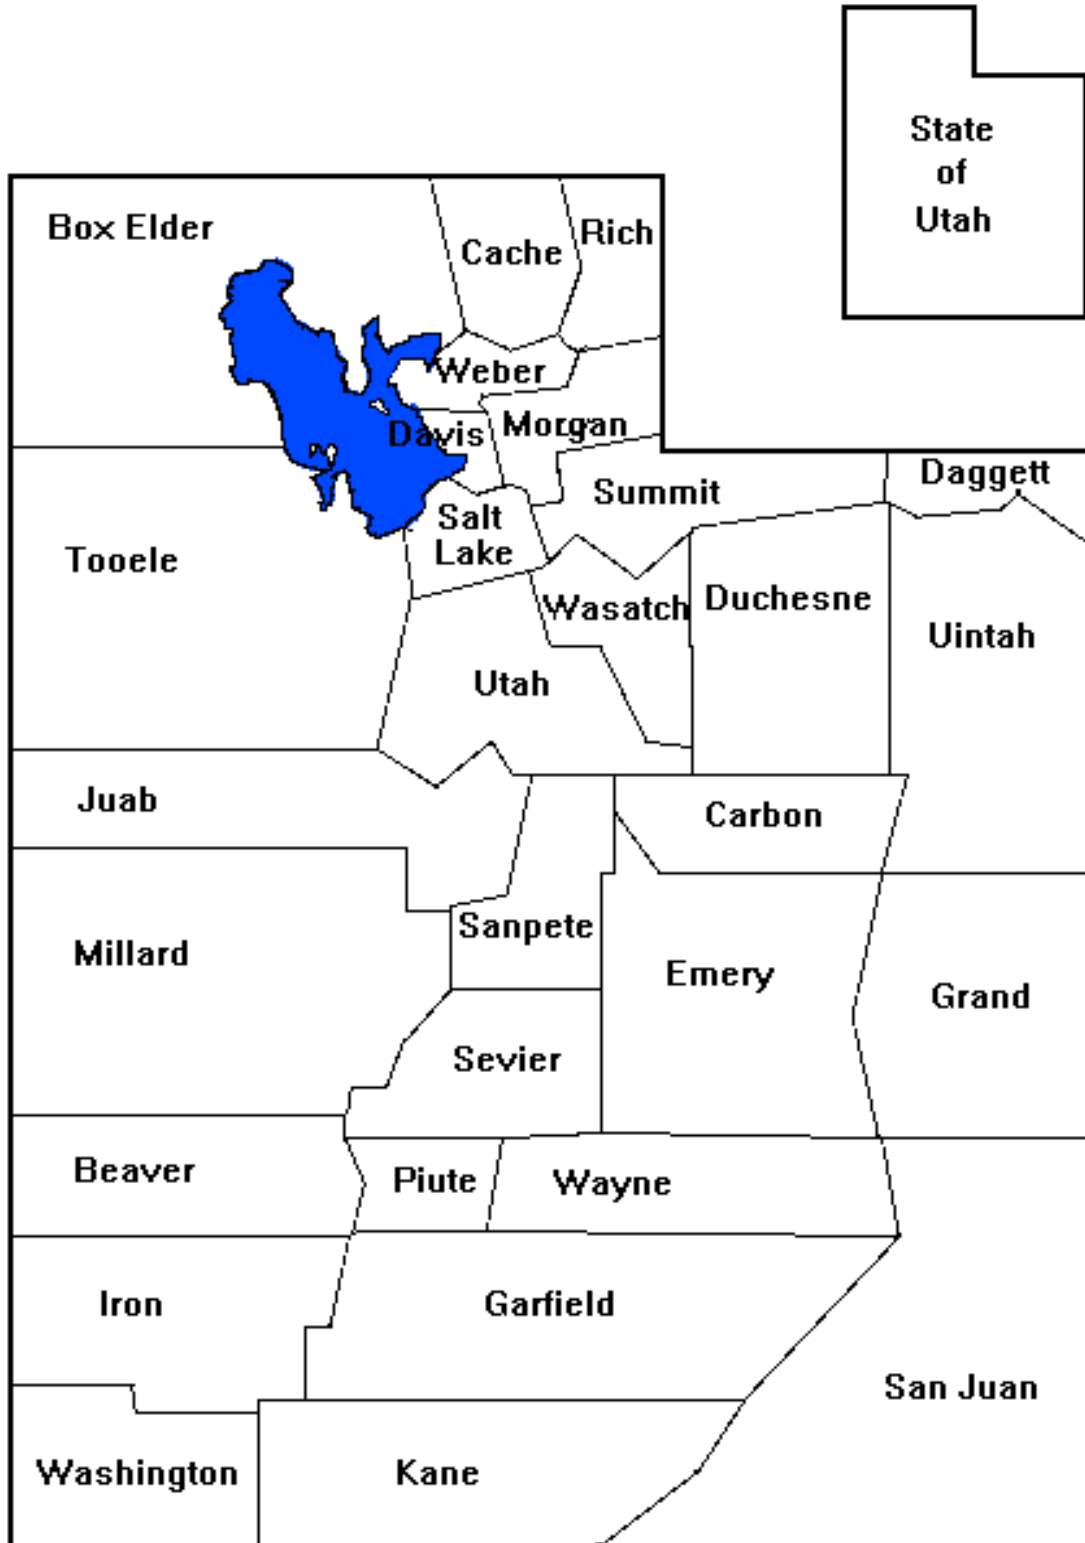 State
of
Utah
Box Elder
Cache
Rich
Weber
Davis
Morgan
Daggett
Summit
Salt
Lake
Tooele
Wasatch
Duchesne
Uintah
Utah
Juab
Carbon
Sanpete
Millard
Emery
Grand
Sevier
Beaver
Piute
Wayne
Iron
Garfield
San Juan
Washington
Kane